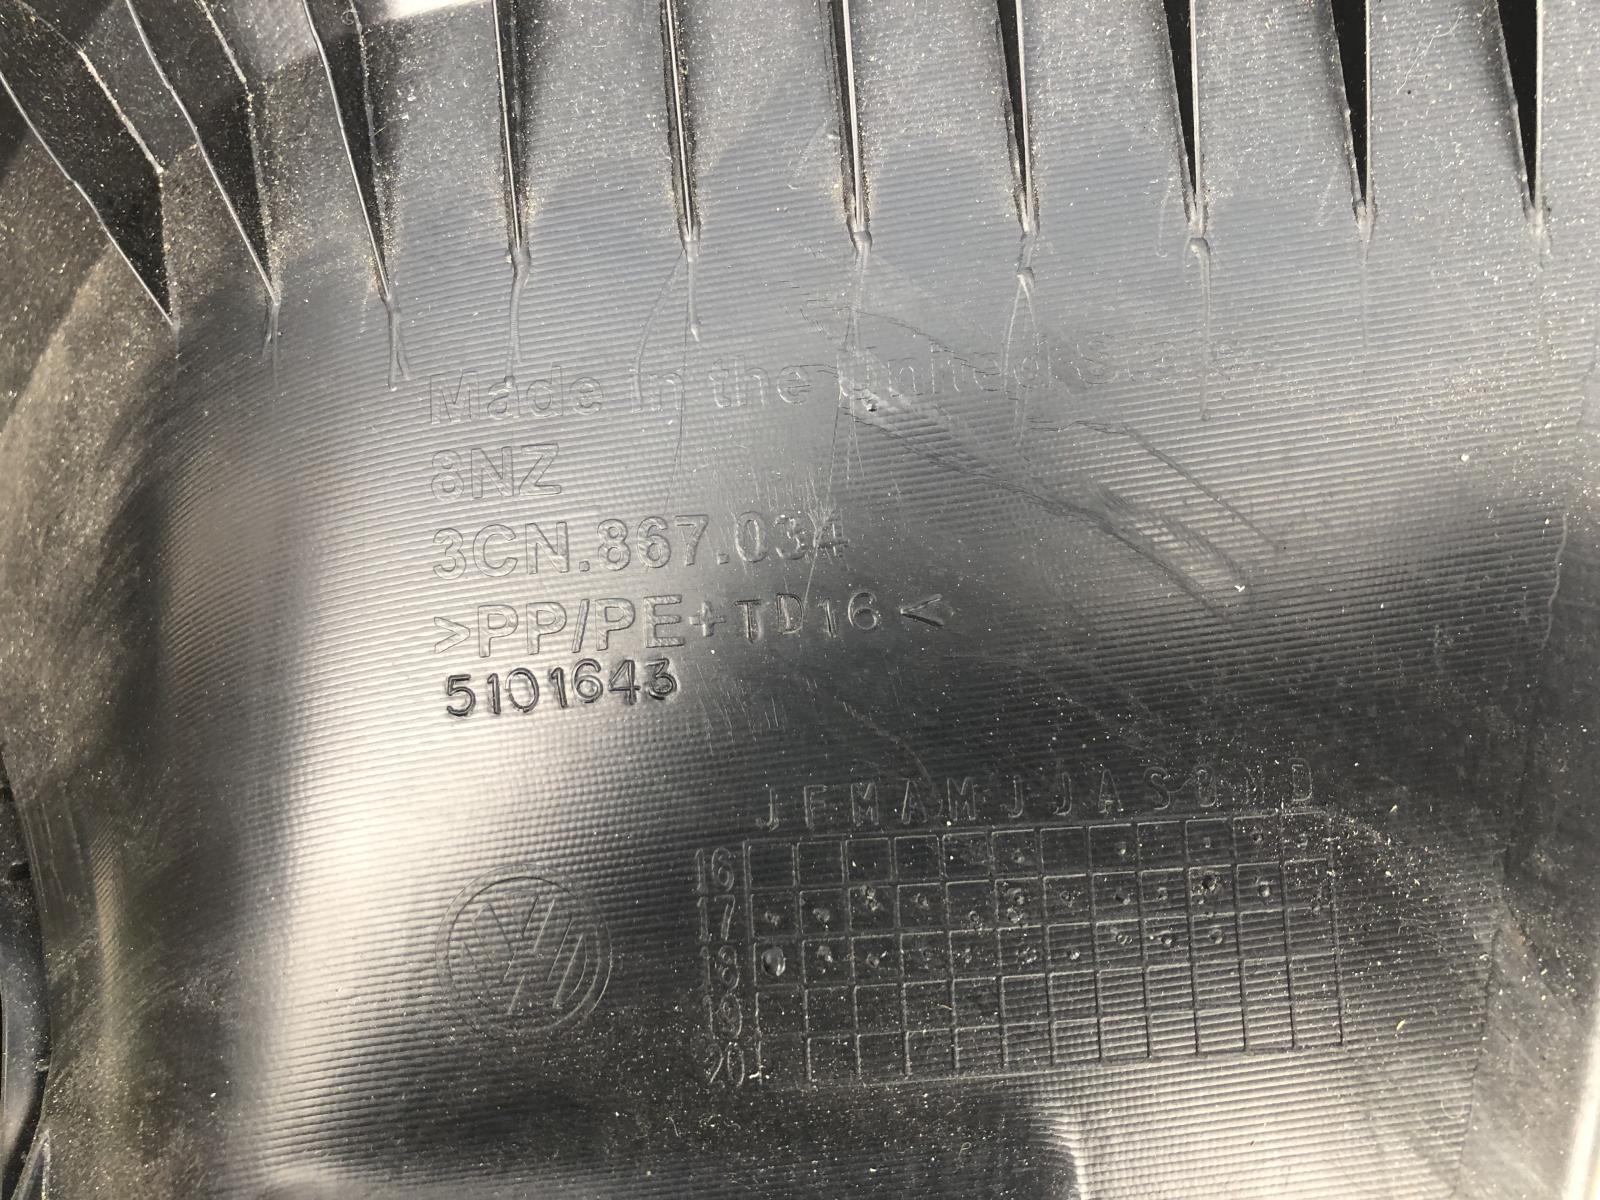 Made in the United States
8NZ
3CN.867.034
>PP/PE+TD16<
5101643
J F M A M J J A S O N D
16
17
18
19
20